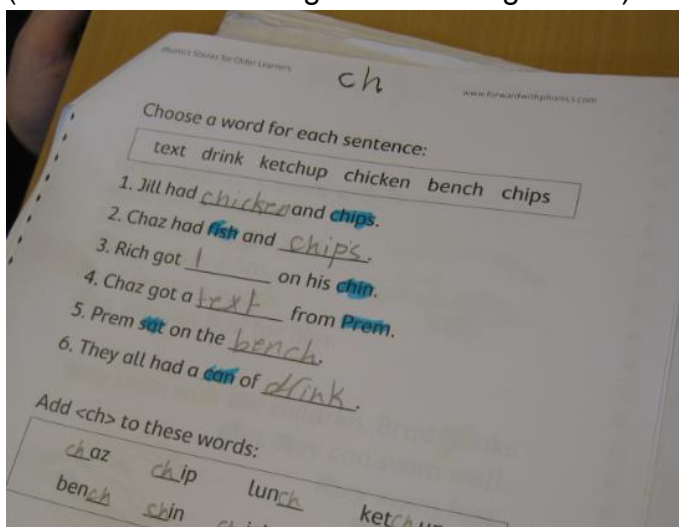 Phonics Stories for Older Learners
ch
www.forwardwithphonics.com
Choose a word for each sentence:
text drink ketchup chicken bench chips
1. Jill had chicken and chips.
2. Chaz had fish and chips.
3. Rich got on his chin.
4. Chaz got a text from Prem.
5. Prem sat on the bench.
6. They all had a can of drink.
Add <ch> to these words:
chaz chip lunch ketchup
bench chin